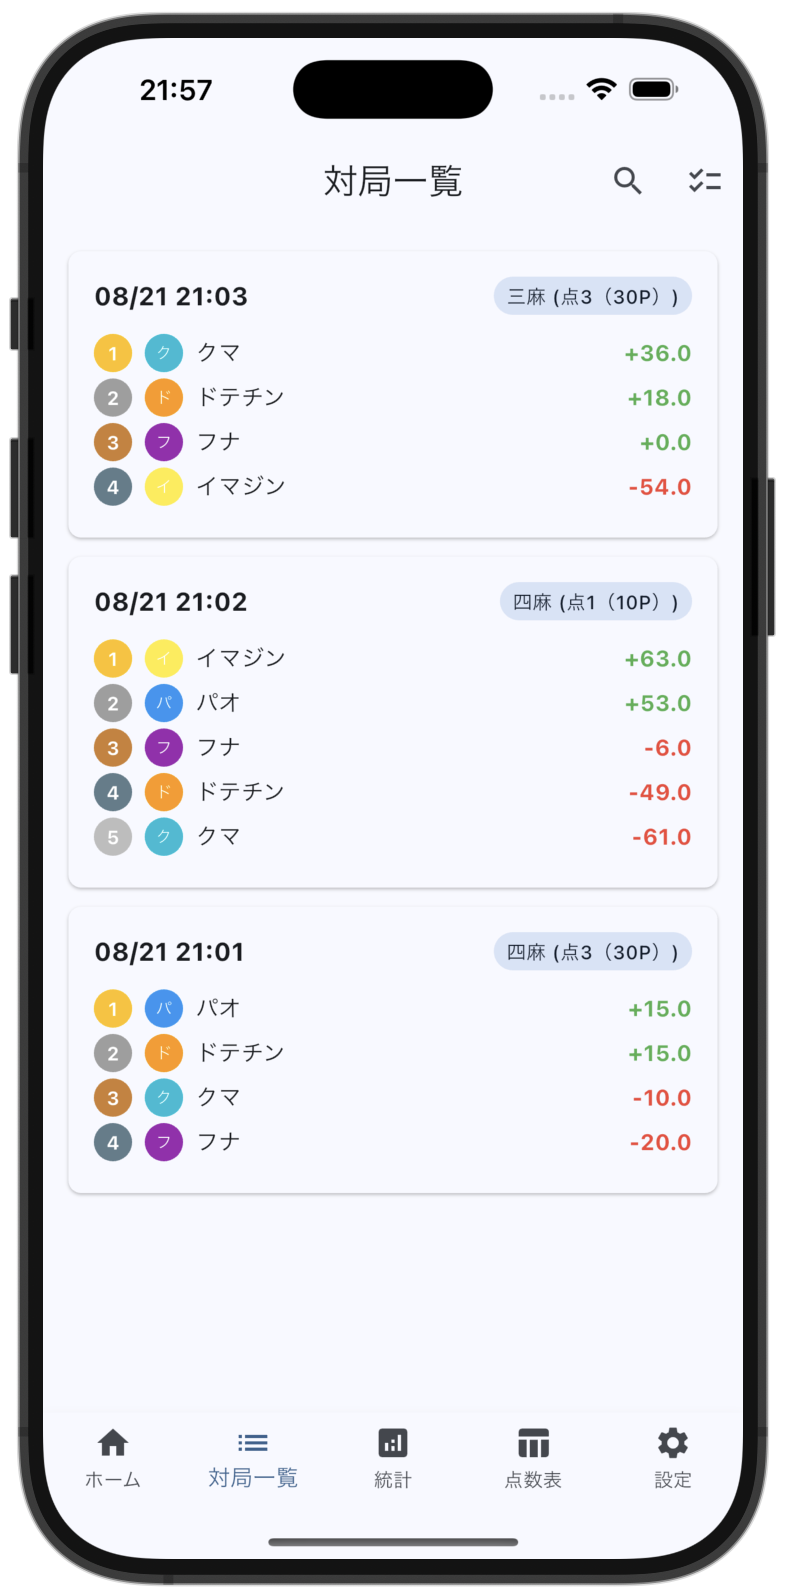 21:57
対局一覧
08/21 21:03 三麻 (点3（30P）)
1 ク クマ +36.0
2 ド ドテチン +18.0
3 フ フナ +0.0
4 イ イマジン -54.0
08/21 21:02 四麻 (点1（10P）)
1 イ イマジン +63.0
2 パ パオ +53.0
3 フ フナ -6.0
4 ド ドテチン -49.0
5 ク クマ -61.0
08/21 21:01 四麻 (点3（30P）)
1 パ パオ +15.0
2 ド ドテチン +15.0
3 ク クマ -10.0
4 フ フナ -20.0
ホーム 対局一覧 統計 点数表 設定